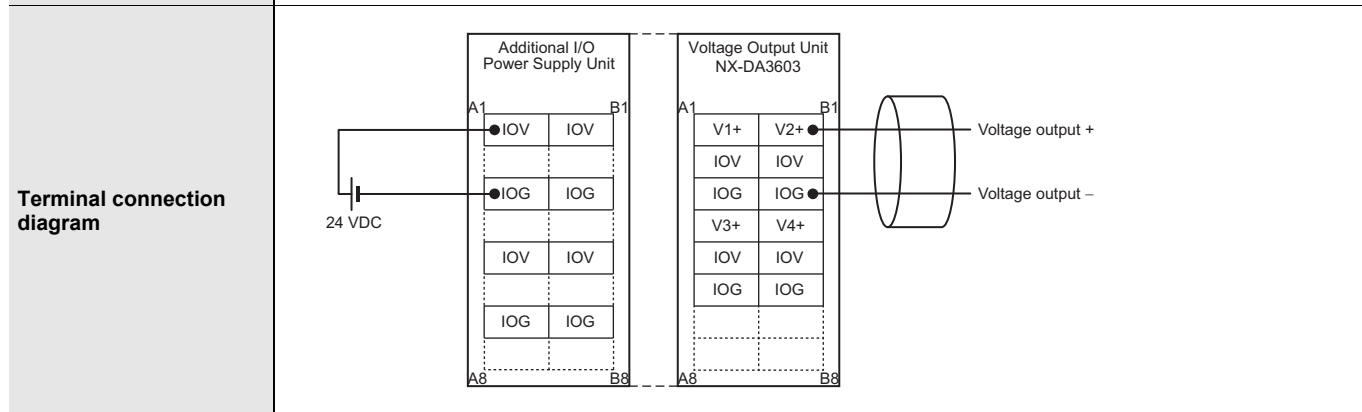 Terminal connection
diagram
24 VDC
Additional I/O
Power Supply Unit
A1 B1
IOV IOV
IOG IOG
IOV IOV
IOG IOG
A8 B8
Voltage Output Unit
NX-DA3603
A1 B1
V1+ V2+
IOV IOV
IOG IOG
V3+ V4+
IOV IOV
IOG IOG
A8 B8
Voltage output +
Voltage output −